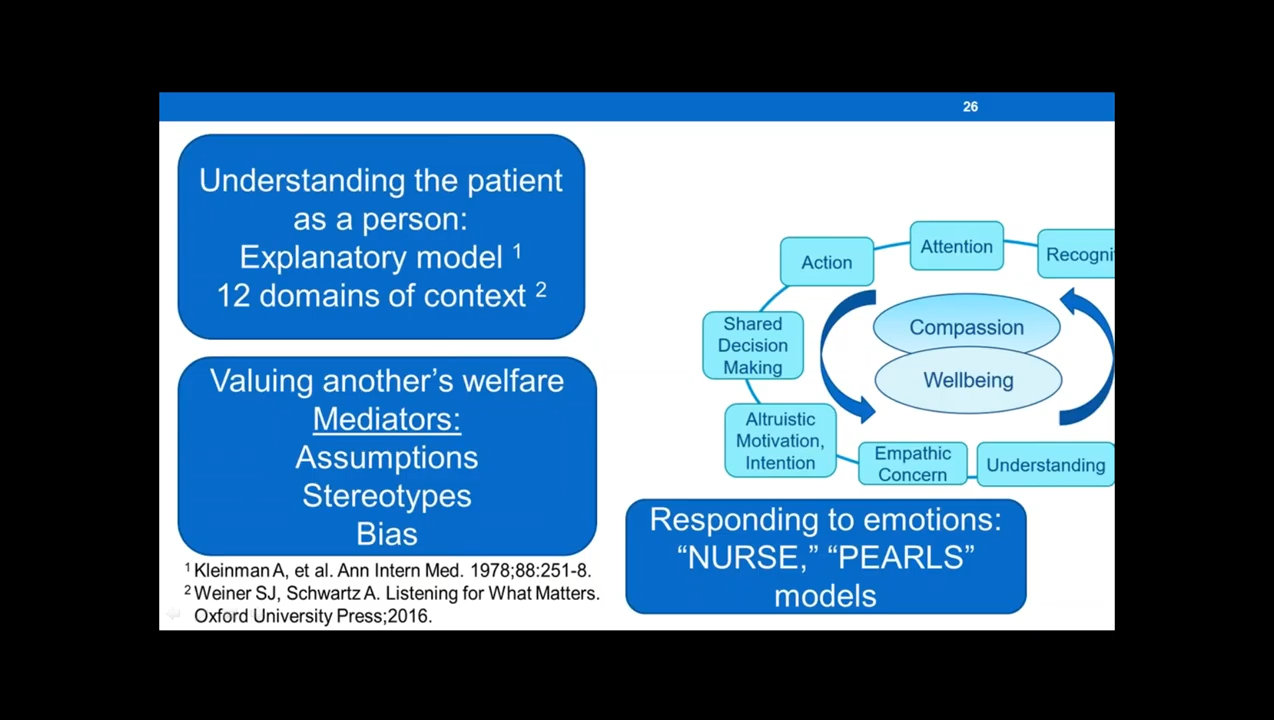 26
Understanding the patient
as a person:
Explanatory model 1
12 domains of context 2
Valuing another’s welfare
Mediators:
Assumptions
Stereotypes
Bias
1 Kleinman A, et al. Ann Intern Med. 1978;88:251-8.
2 Weiner SJ, Schwartz A. Listening for What Matters.
Oxford University Press;2016.
Action
Attention
Recogni
Shared
Decision
Making
Compassion
Wellbeing
Altruistic
Motivation,
Intention
Empathic
Concern
Understanding
Responding to emotions:
“NURSE,” “PEARLS”
models